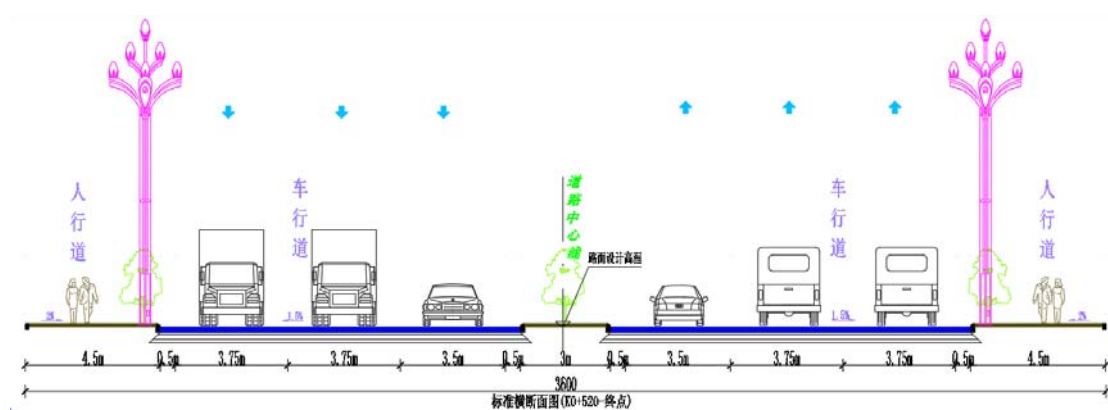 人行道
车行道
道路中心线
车行道
人行道
路面设计高程
2%
1.5%
1.5%
2%
4.5m 0.5m 3.75m 3.75m 3.5m 0.5m 3m 0.5m 3.5m 3.75m 3.75m 0.5m 4.5m
3600
标准横断面图(K0+520-终点)